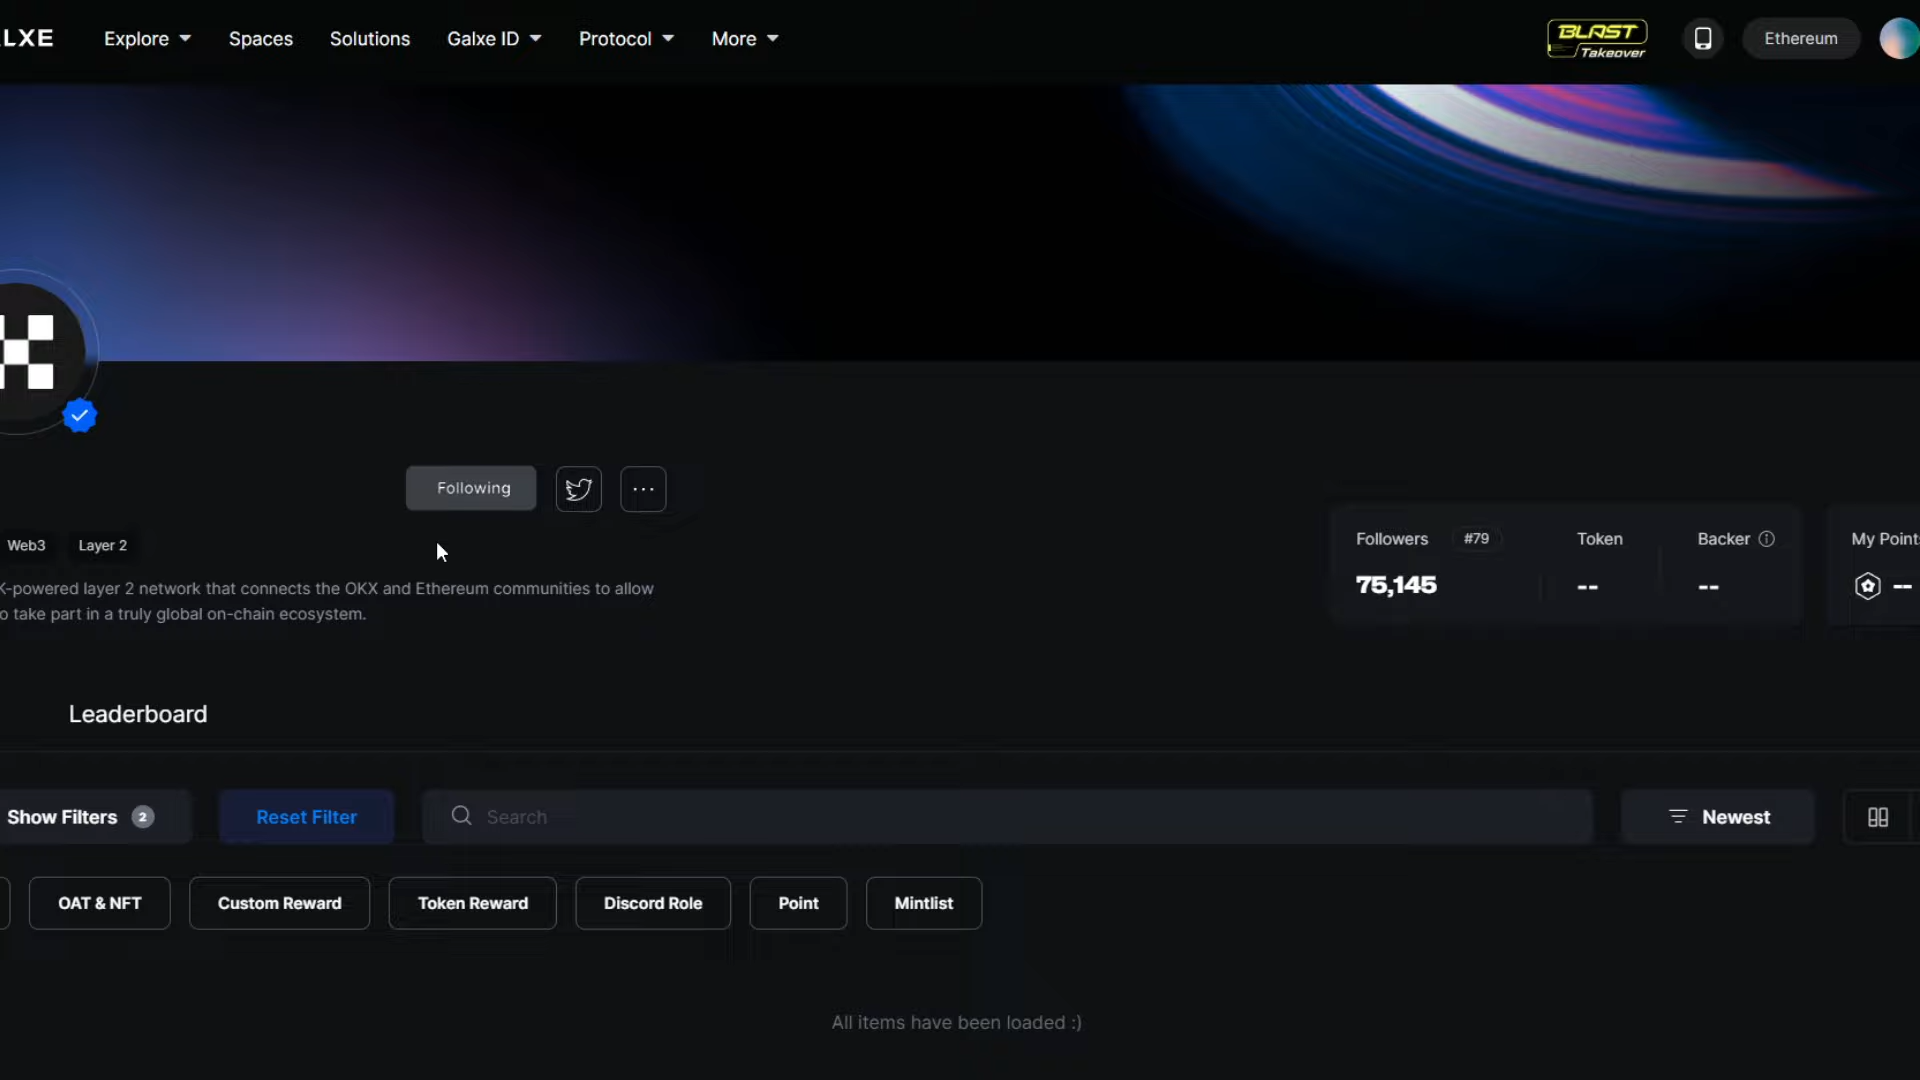 LXE
Explore
Spaces
Solutions
Galxe ID
Protocol
More
BLAST
Takeover
Ethereum
Following
...
Web3
Layer 2
K-powered layer 2 network that connects the OKX and Ethereum communities to allow
o take part in a truly global on-chain ecosystem.
Followers #79
75,145
Token
--
Backer
--
My Points
--
Leaderboard
Show Filters 2
Reset Filter
Search
Newest
OAT & NFT
Custom Reward
Token Reward
Discord Role
Point
Mintlist
All items have been loaded :)